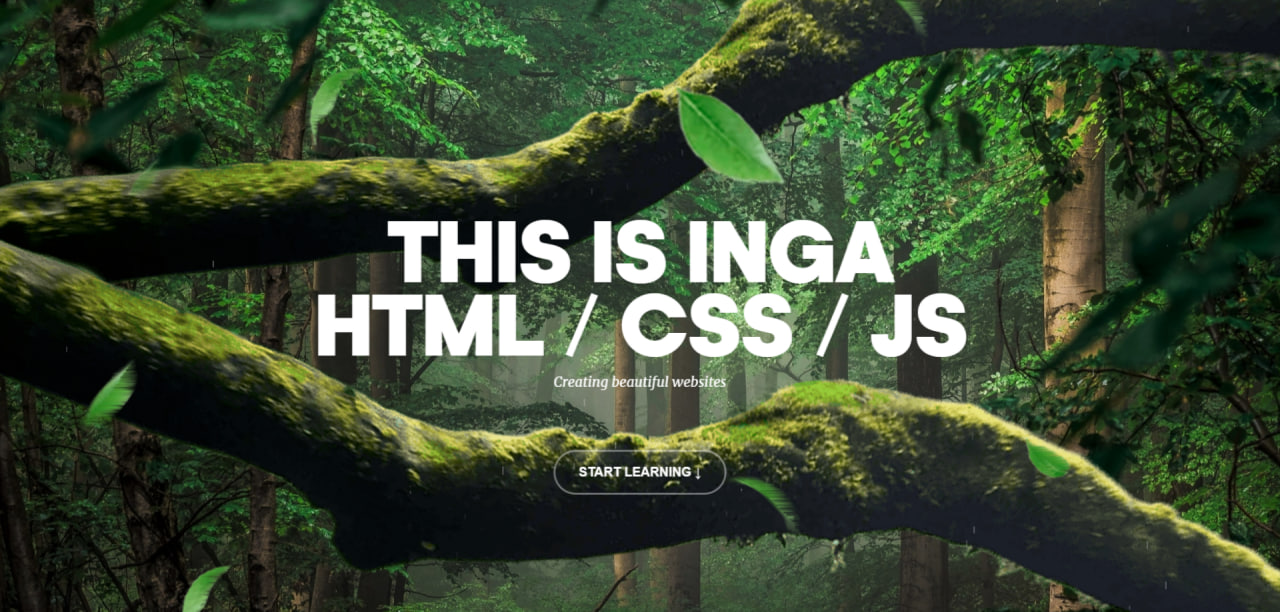 THIS IS INGA
HTML / CSS / JS
Creating beautiful websites
START LEARNING ↓